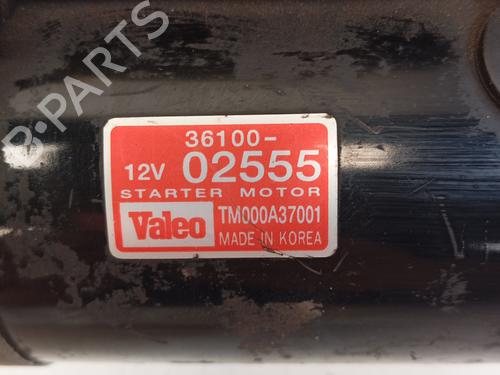 B-PARTS
36100-
12V 02555
STARTER MOTOR
Valeo TM000A37001
MADE IN KOREA